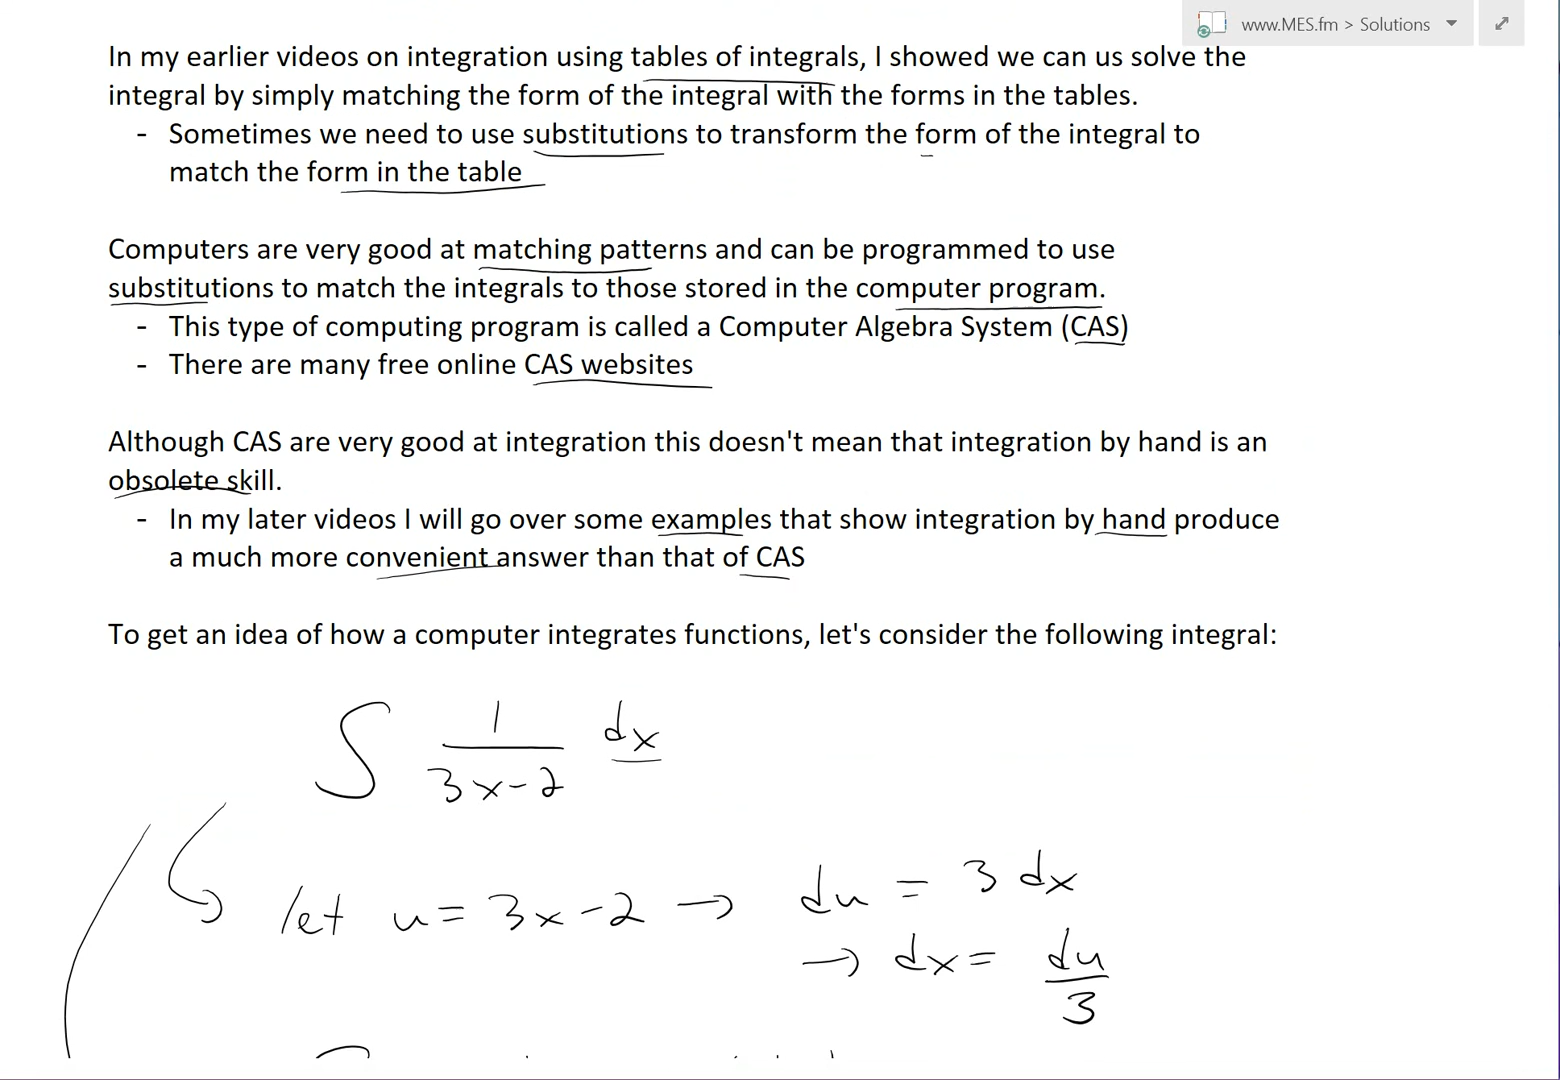 www.MES.fm > Solutions
In my earlier videos on integration using tables of integrals, I showed we can us solve the
integral by simply matching the form of the integral with the forms in the tables.
- Sometimes we need to use substitutions to transform the form of the integral to
match the form in the table
Computers are very good at matching patterns and can be programmed to use
substitutions to match the integrals to those stored in the computer program.
- This type of computing program is called a Computer Algebra System (CAS)
- There are many free online CAS websites
Although CAS are very good at integration this doesn't mean that integration by hand is an
obsolete skill.
- In my later videos I will go over some examples that show integration by hand produce
a much more convenient answer than that of CAS
To get an idea of how a computer integrates functions, let's consider the following integral:
∫ 1/(3x-2) dx
let u = 3x-2 → du = 3 dx
→ dx = du/3